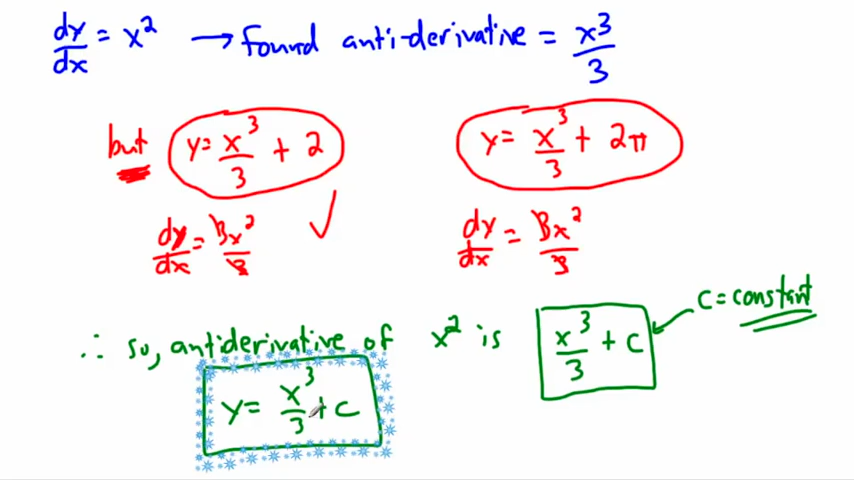 dy/dx = x² → found anti-derivative = x³/3
but y = x³/3 + 2 y = x³/3 + 2π
dy/dx = 3x²/3 ✓ dy/dx = 3x²/3
c = constant
∴ so, antiderivative of x² is x³/3 + c
y = x³/3 + c